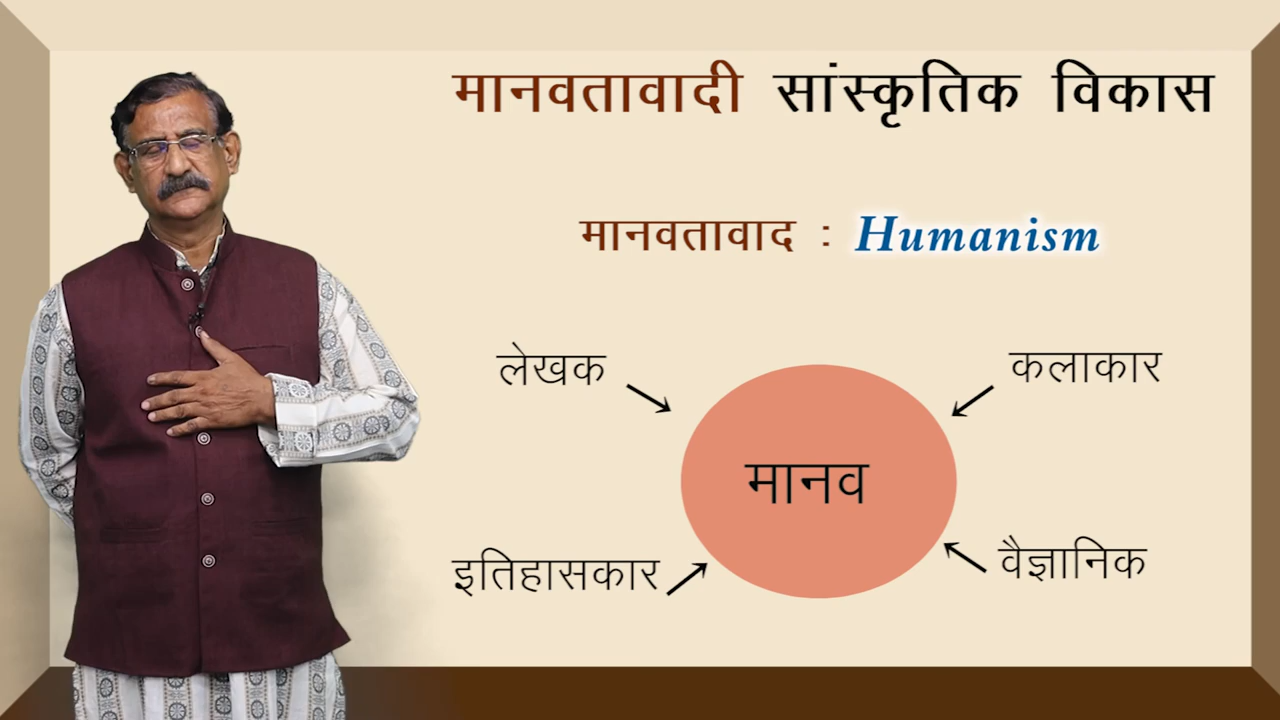 मानवतावादी सांस्कृतिक विकास
मानवतावाद : Humanism
लेखक
कलाकार
मानव
इतिहासकार
वैज्ञानिक